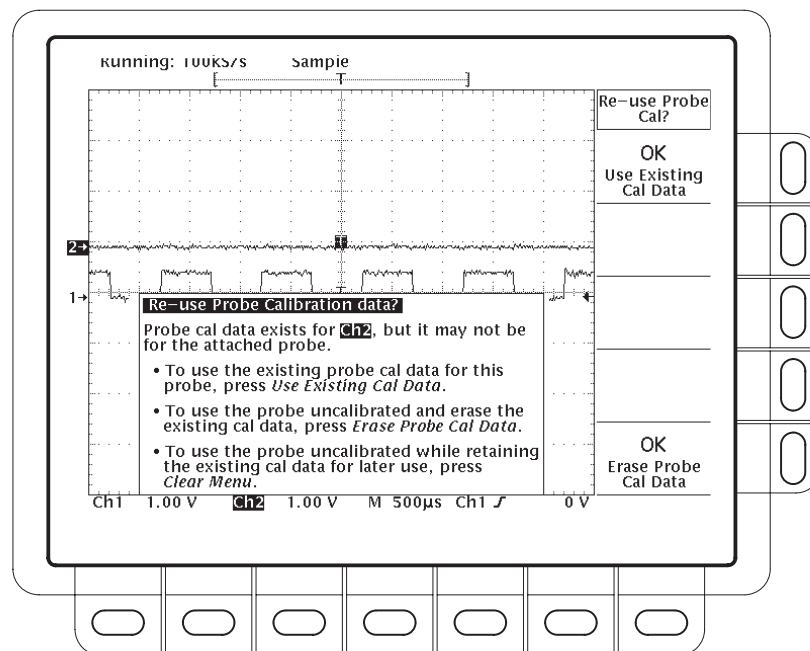 Running: 100kS/s Sample
T
Re-use Probe
Cal?
OK
Use Existing
Cal Data
T
2
1
Re-use Probe Calibration data?
Probe cal data exists for Ch2, but it may not be
for the attached probe.
• To use the existing probe cal data for this
probe, press Use Existing Cal Data.
• To use the probe uncalibrated and erase the
existing cal data, press Erase Probe Cal Data.
• To use the probe uncalibrated while retaining
the existing cal data for later use, press
Clear Menu.
OK
Erase Probe
Cal Data
Ch1 1.00 V Ch2 1.00 V M 500µs Ch1 0 V